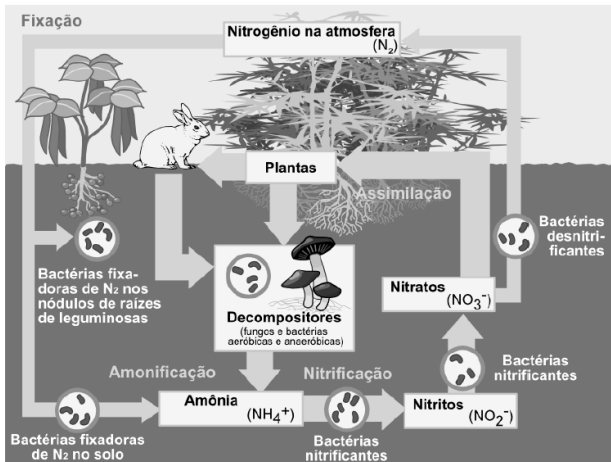 Fixação
Nitrogênio na atmosfera
(N₂)
Plantas
Assimilação
Bactérias
desnitri-
ficantes
Bactérias fixa-
doras de N₂ nos
nódulos de raízes
de leguminosas
Decompositores
(fungos e bactérias
aeróbicas e anaeróbicas)
Nitratos
(NO₃⁻)
Bactérias
nitrificantes
Amonificação
Nitrificação
Amônia
(NH₄⁺)
Nitritos
(NO₂⁻)
Bactérias fixadoras
de N₂ no solo
Bactérias
nitrificantes